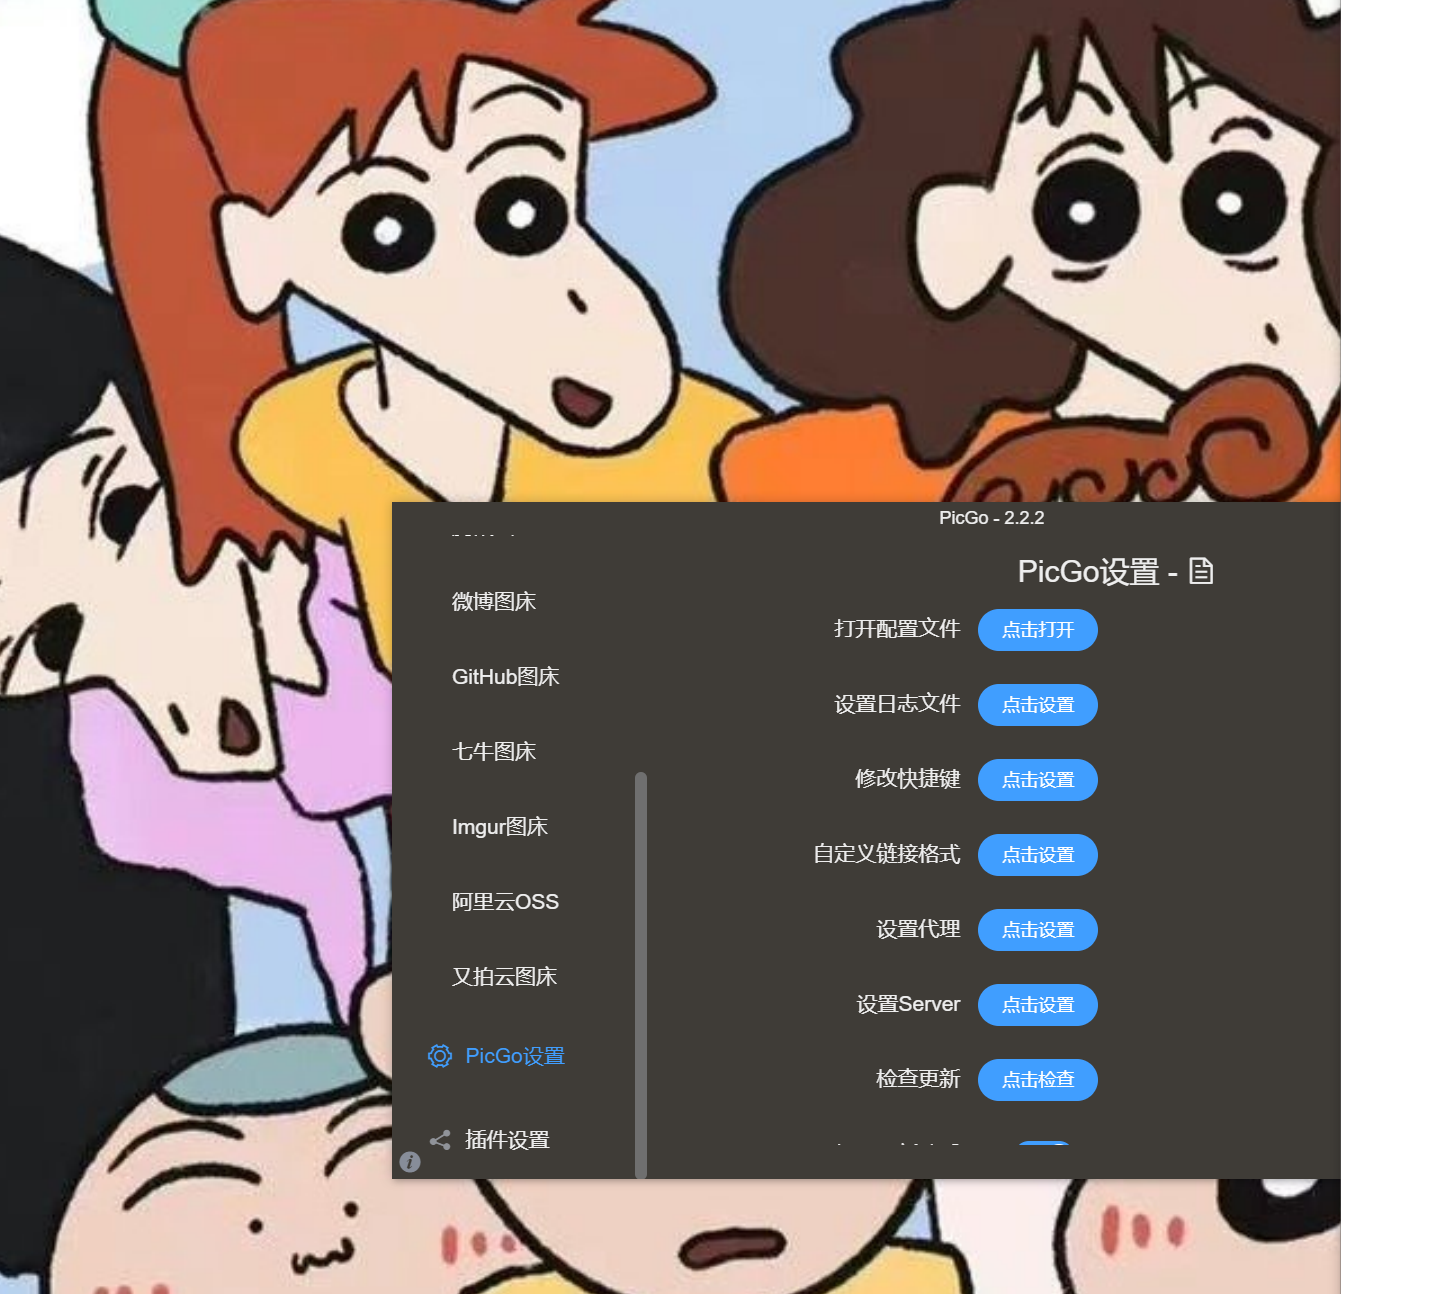 PicGo - 2.2.2
微博图床
GitHub图床
七牛图床
Imgur图床
阿里云OSS
又拍云图床
PicGo设置
插件设置
PicGo设置 -
打开配置文件 点击打开
设置日志文件 点击设置
修改快捷键 点击设置
自定义链接格式 点击设置
设置代理 点击设置
设置Server 点击设置
检查更新 点击检查